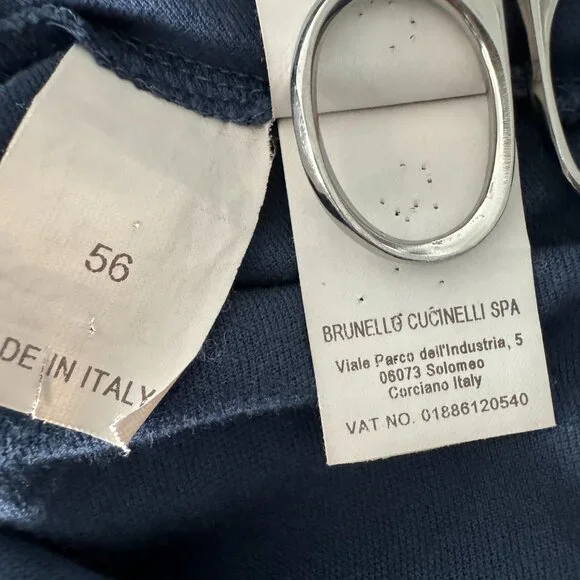 56
DE IN ITALY
BRUNELLO CUCINELLI SPA
Viale Parco dell'Industria, 5
06073 Solomeo
Corciano Italy
VAT NO. 01886120540